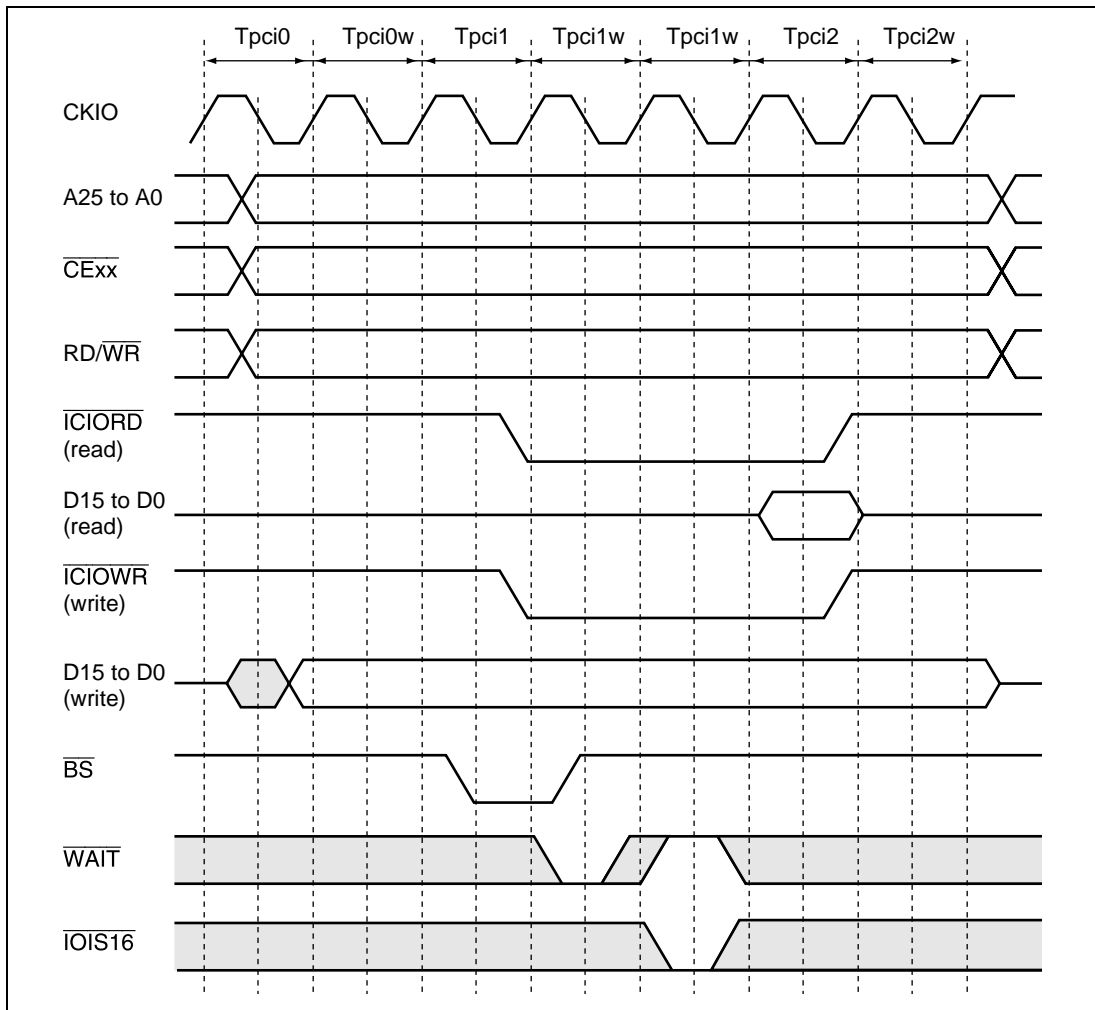 Tpci0 Tpci0w Tpci1 Tpci1w Tpci1w Tpci2 Tpci2w
CKIO
A25 to A0
CExx
RD/WR
ICIORD
(read)
D15 to D0
(read)
ICIOWR
(write)
D15 to D0
(write)
BS
WAIT
IOIS16